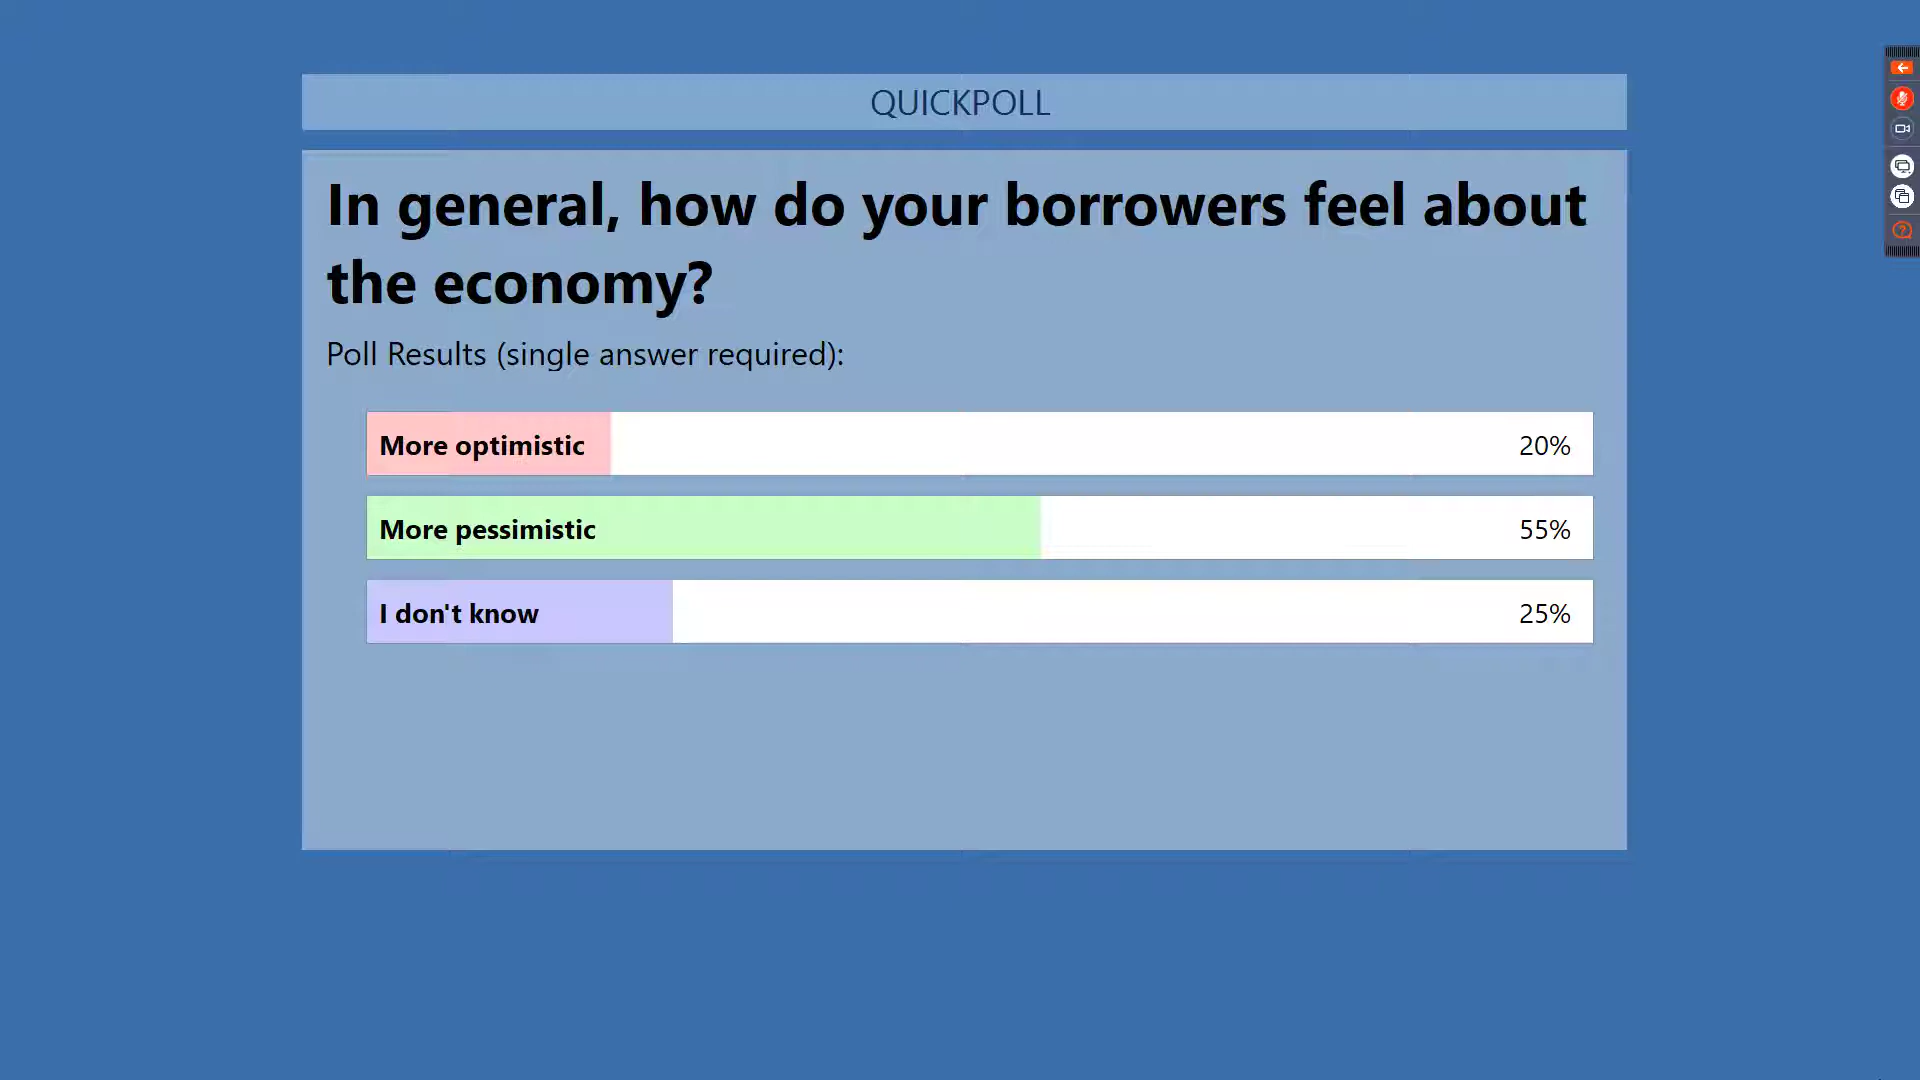 QUICKPOLL
In general, how do your borrowers feel about
the economy?
Poll Results (single answer required):
More optimistic 20%
More pessimistic 55%
I don't know 25%